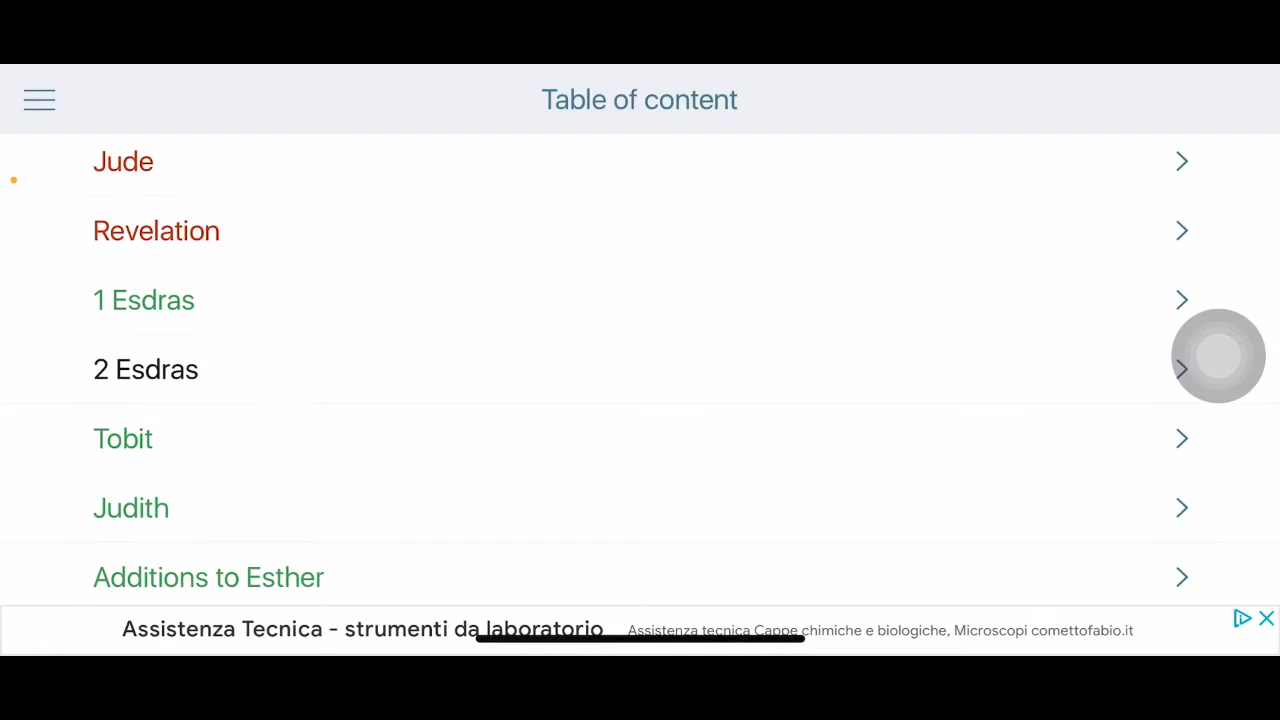 Table of content
Jude
Revelation
1 Esdras
2 Esdras
Tobit
Judith
Additions to Esther
Assistenza Tecnica - strumenti da laboratorio Assistenza tecnica Cappe chimiche e biologiche, Microscopi comettofabio.it